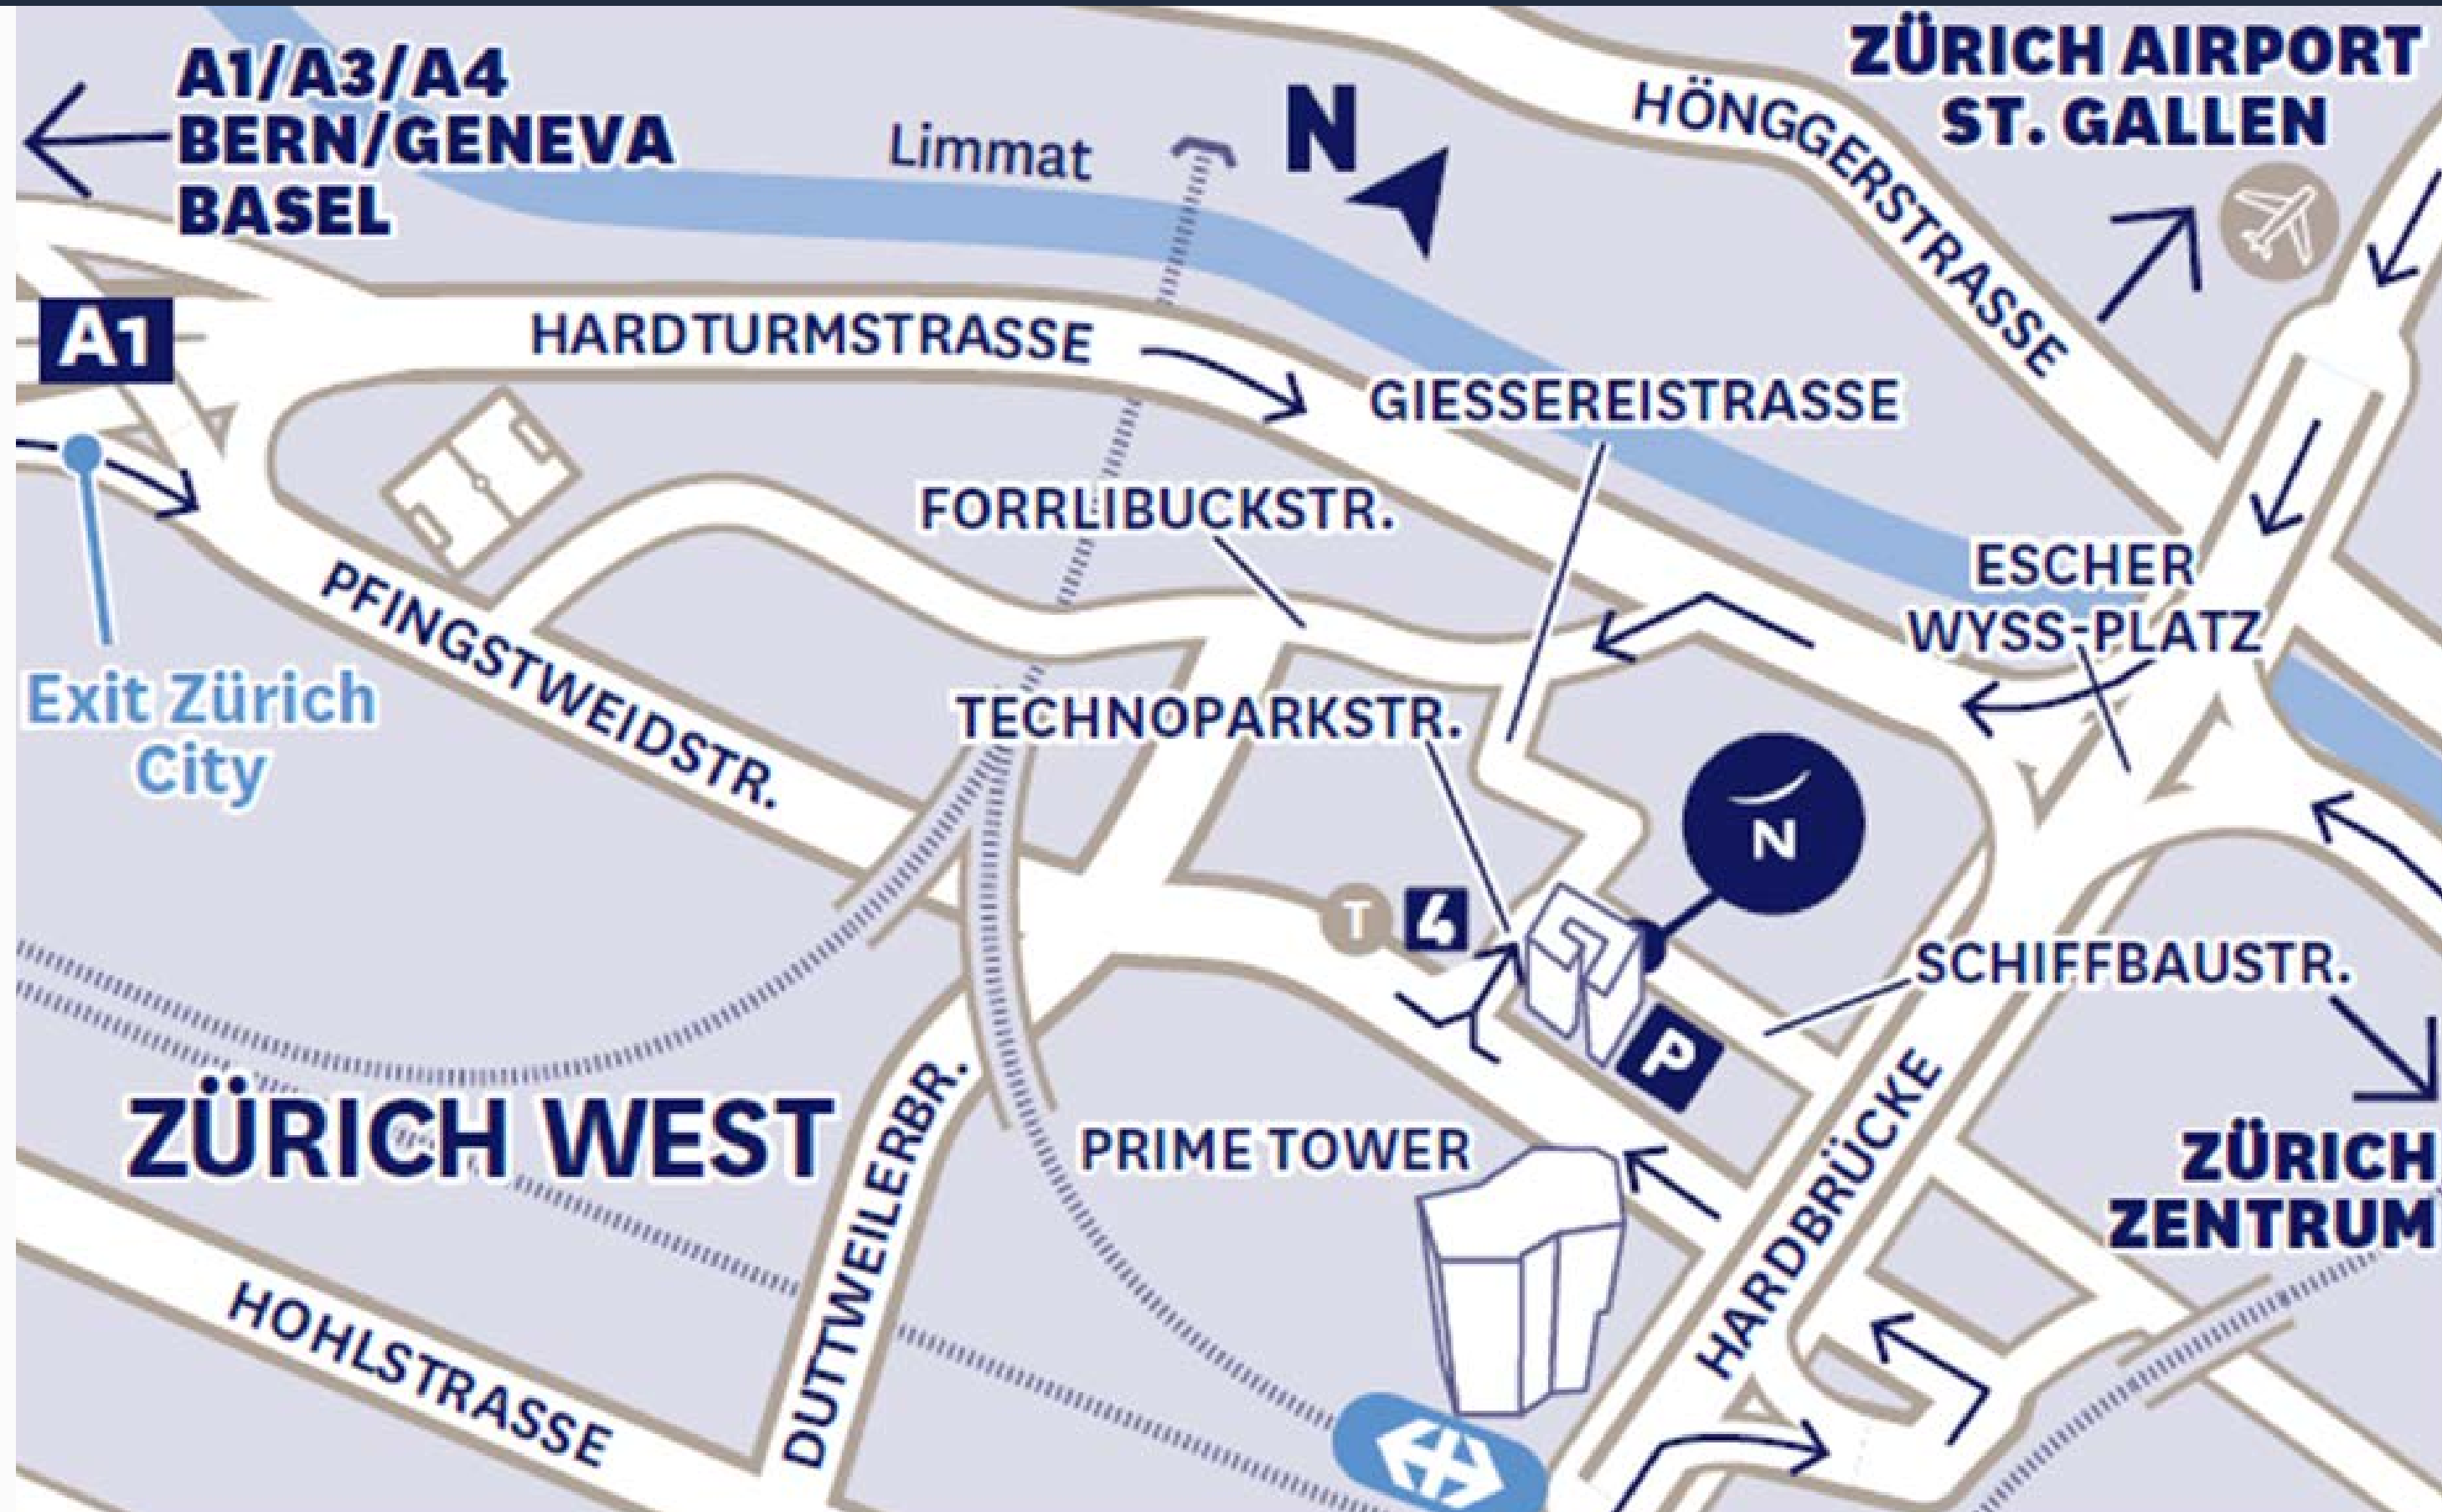 A1/A3/A4
BERN/GENEVA
BASEL
Limmat
N
HÖNGGERSTRASSE
ZÜRICH AIRPORT
ST. GALLEN
A1
HARDTURMSTRASSE
GIESSEREISTRASSE
FORRLIBUCKSTR.
ESCHER
WYSS-PLATZ
PFINGSTWEIDSTR.
Exit Zürich
City
TECHNOPARKSTR.
N
T
4
SCHIFFBAUSTR.
P
ZÜRICH WEST
DUTTWEILERBR.
PRIME TOWER
HARDBRÜCKE
ZÜRICH
ZENTRUM
HOHLSTRASSE